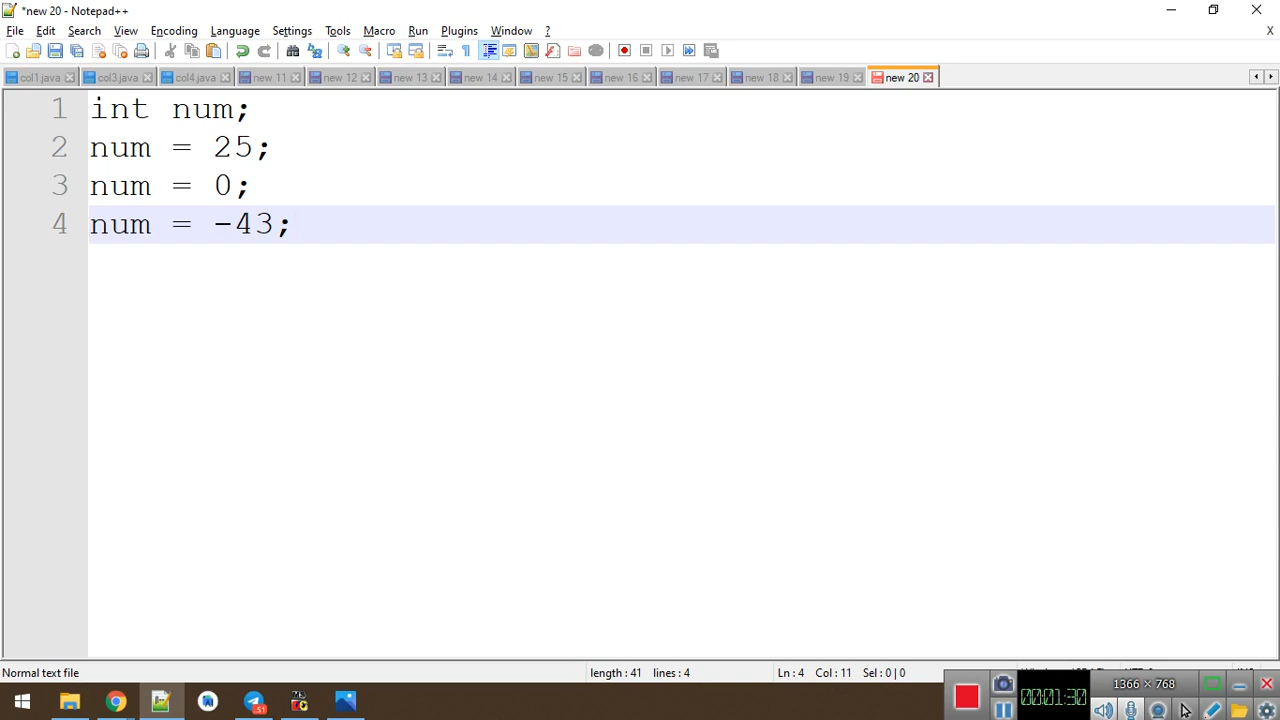 *new 20 - Notepad++
File Edit Search View Encoding Language Settings Tools Macro Run Plugins Window ? X
col1.java col3.java col4.java new 11 new 12 new 13 new 14 new 15 new 16 new 17 new 18 new 19 new 20
1 int num;
2 num = 25;
3 num = 0;
4 num = -43;
Normal text file length : 41 lines : 4 Ln : 4 Col : 11 Sel : 0 | 0
1366 × 768
00:01:30
51